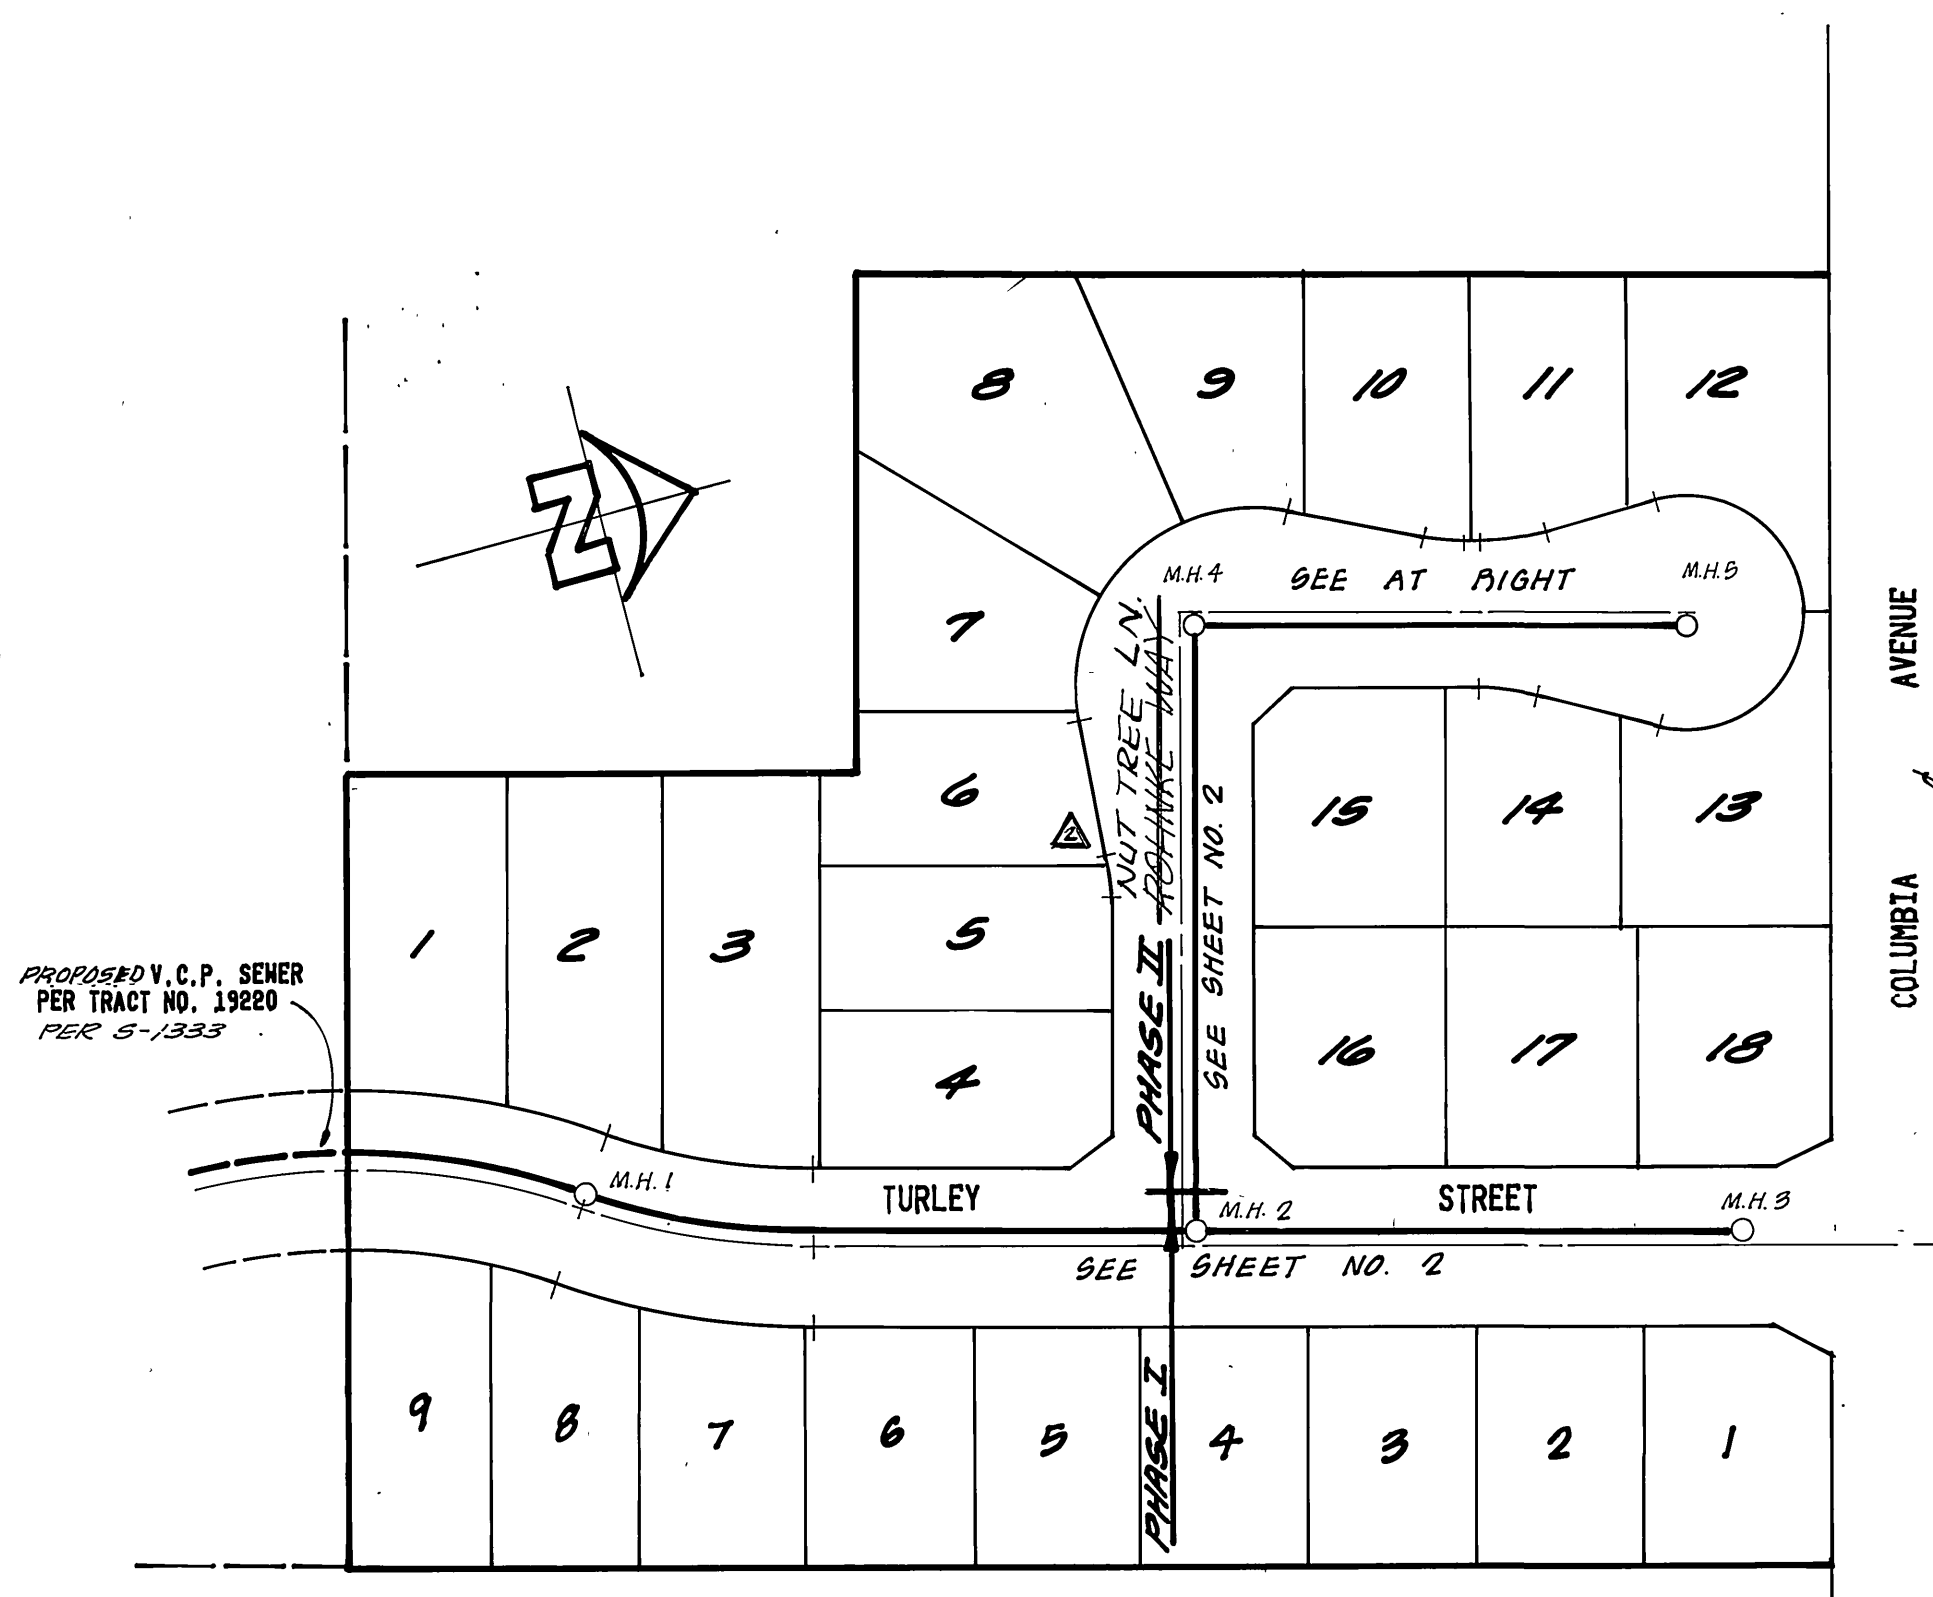 8
9
10
11
12
N
M.H. 4
SEE AT RIGHT
M.H. 5
NUT TREE LN.
ROHNKE WAY
7
6
2
15
14
13
SEE SHEET NO. 2
COLUMBIA AVENUE
1
2
3
5
4
PHASE II
16
17
18
PROPOSED V.C.P. SEWER
PER TRACT NO. 19220
PER S-1333
M.H. 1
TURLEY STREET
M.H. 2
M.H. 3
SEE SHEET NO. 2
PHASE I
9
8
7
6
5
4
3
2
1